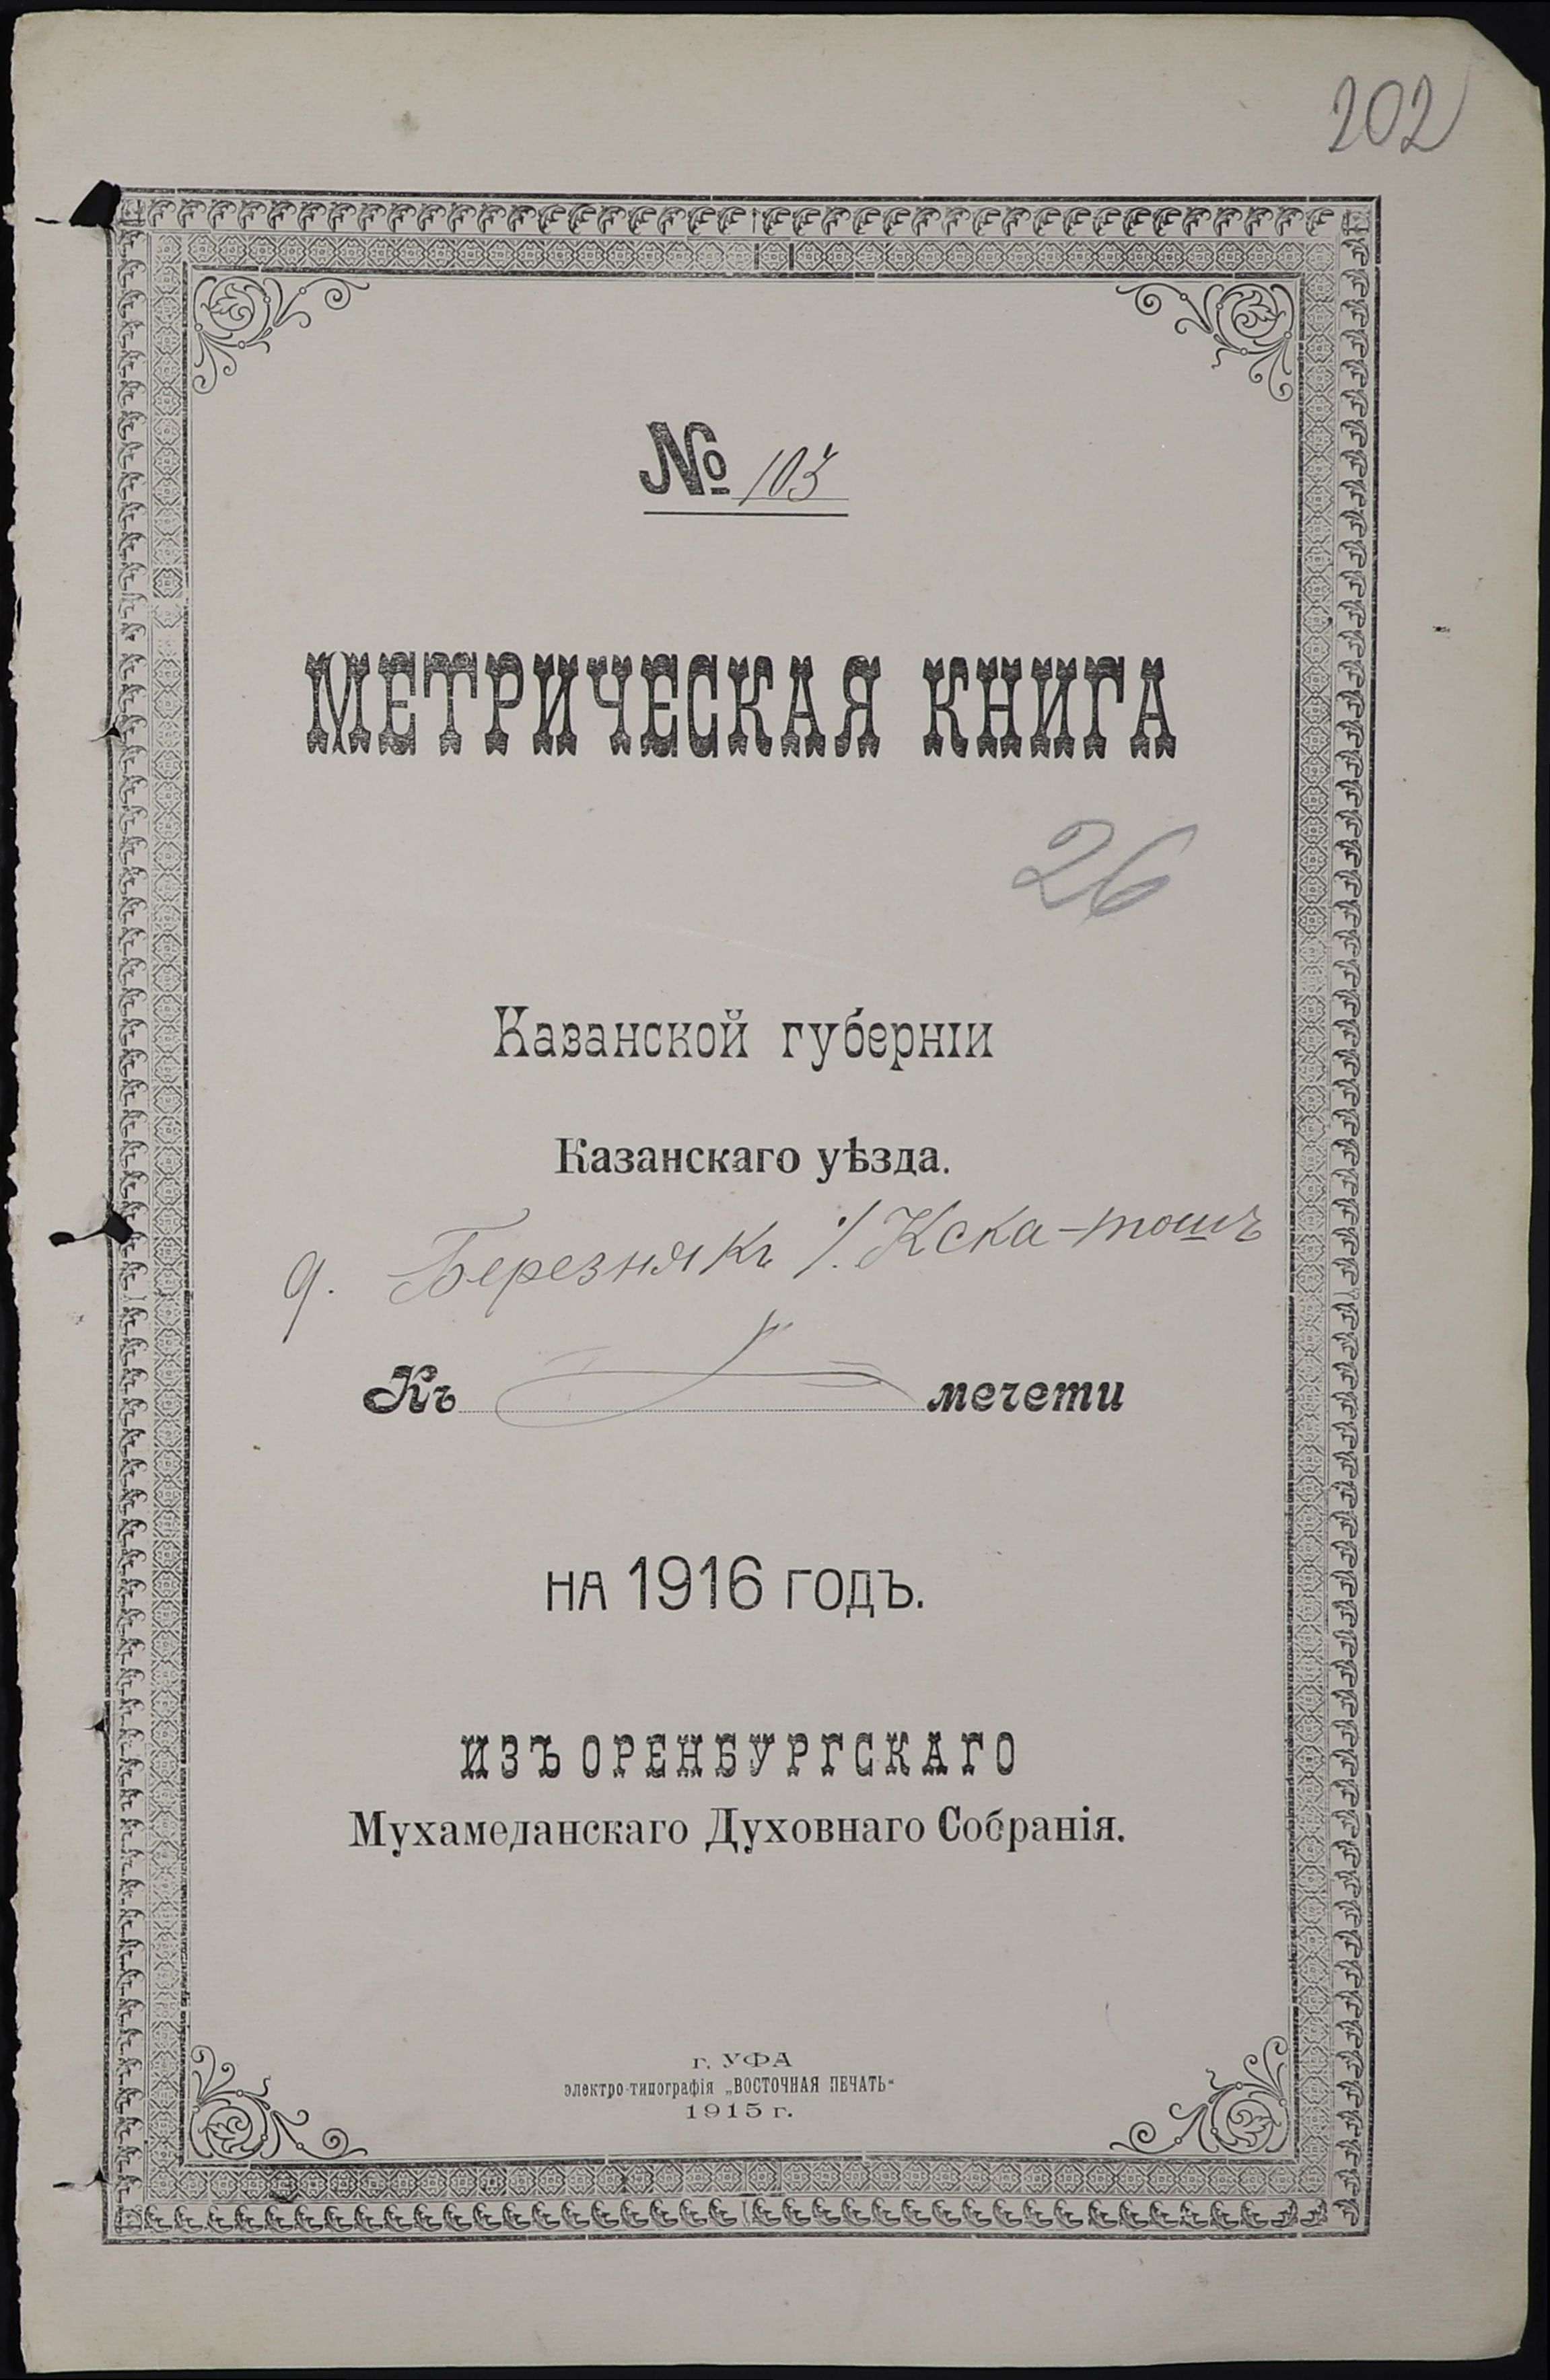 202
№ 103
МЕТРИЧЕСКАЯ КНИГА
26
Казанской губерніи
Казанскаго уѣзда.
д. Березнякъ ·/. Кска-тошъ
Къ мечети
НА 1916 ГОДЪ.
ИЗЪ ОРЕНБУРГСКАГО
Мухамеданскаго Духовнаго Собранія.
г. УФА
электро-типографія „ВОСТОЧНАЯ ПЕЧАТЬ“
1915 г.